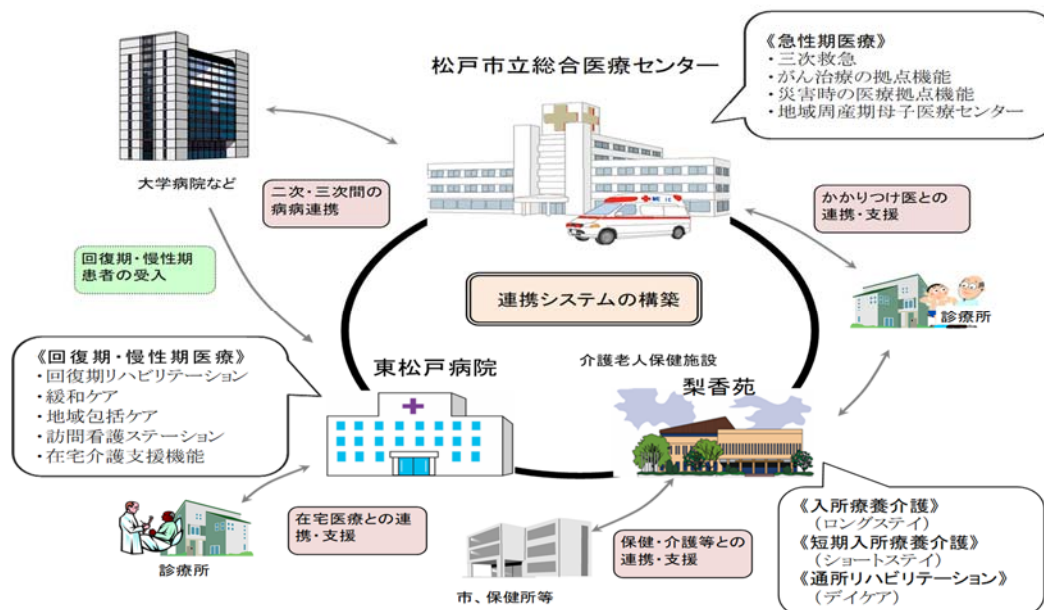 松戸市立総合医療センター
《急性期医療》
・三次救急
・がん治療の拠点機能
・災害時の医療拠点機能
・地域周産期母子医療センター
大学病院など
二次・三次間の
病病連携
かかりつけ医との
連携・支援
回復期・慢性期
患者の受入
連携システムの構築
診療所
《回復期・慢性期医療》
・回復期リハビリテーション
・緩和ケア
・地域包括ケア
・訪問看護ステーション
・在宅介護支援機能
東松戸病院
介護老人保健施設
梨香苑
診療所
在宅医療との連
携・支援
市、保健所等
保健・介護等との
連携・支援
《入所療養介護》
(ロングステイ)
《短期入所療養介護》
(ショートステイ)
《通所リハビリテーション》
(デイケア)